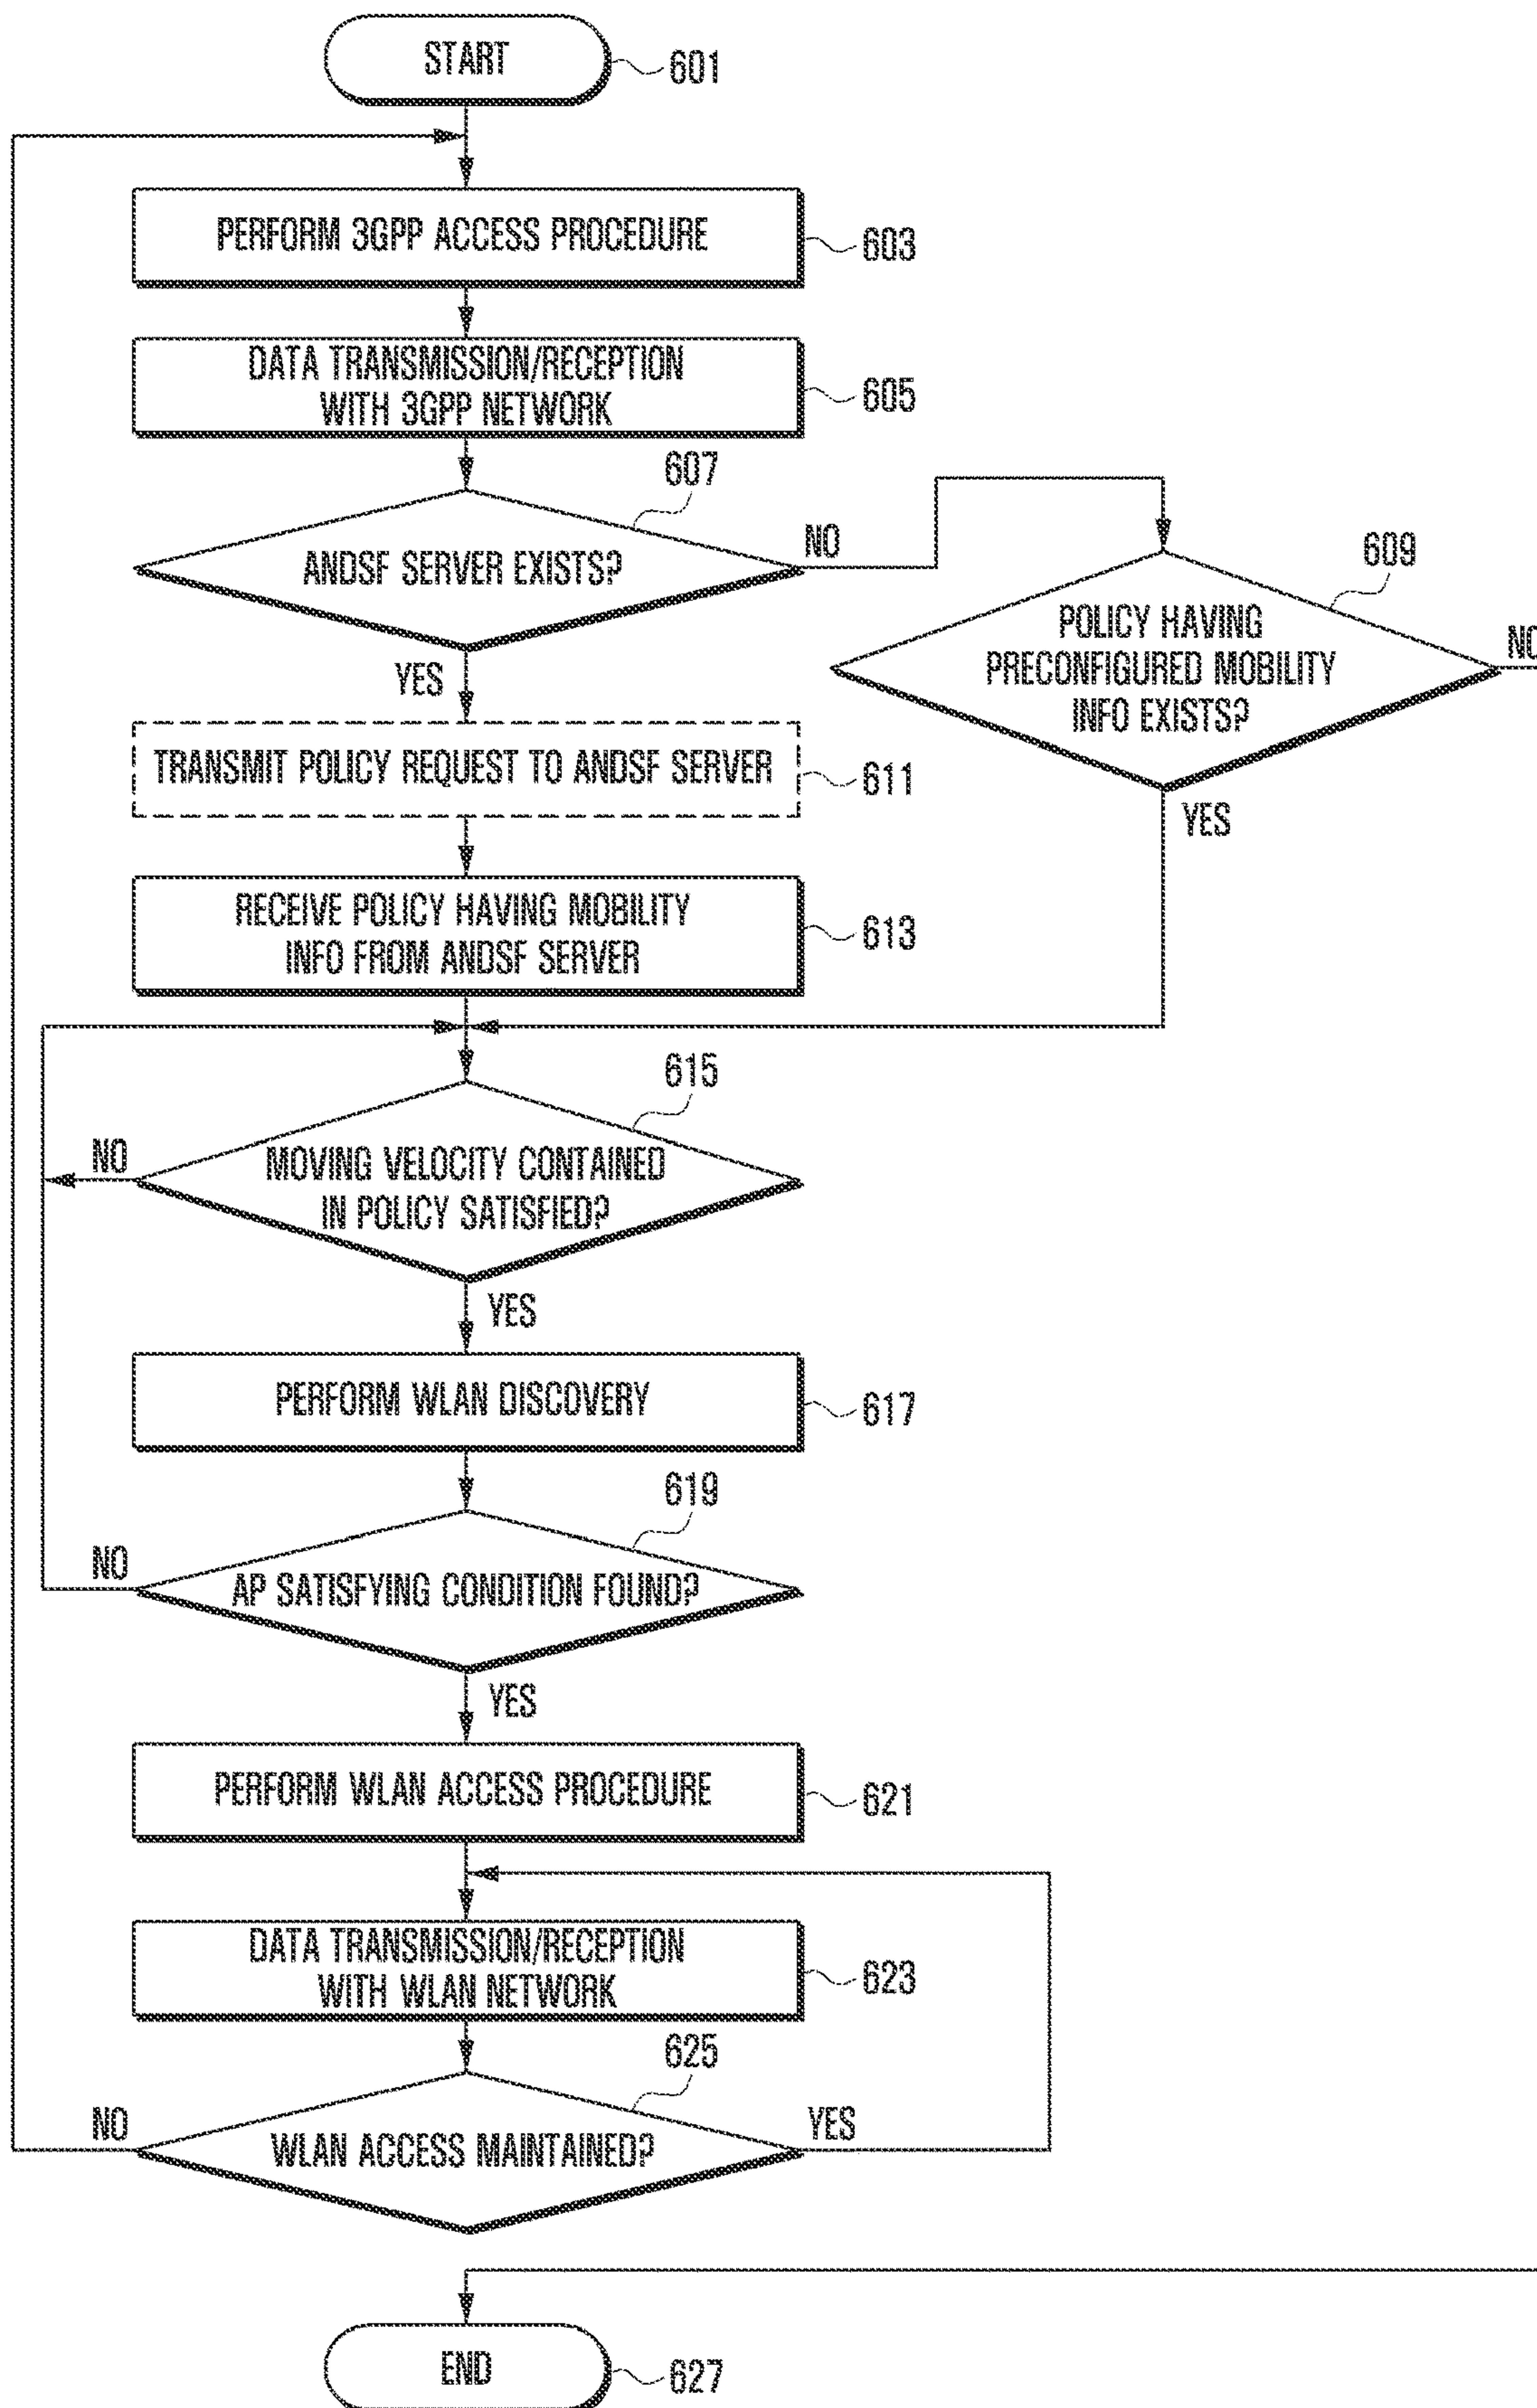 START
601
PERFORM 3GPP ACCESS PROCEDURE
603
DATA TRANSMISSION/RECEPTION
WITH 3GPP NETWORK
605
607
ANDSF SERVER EXISTS?
NO
609
POLICY HAVING
PRECONFIGURED MOBILITY
INFO EXISTS?
NO
YES
YES
TRANSMIT POLICY REQUEST TO ANDSF SERVER
611
RECEIVE POLICY HAVING MOBILITY
INFO FROM ANDSF SERVER
613
615
NO
MOVING VELOCITY CONTAINED
IN POLICY SATISFIED?
YES
PERFORM WLAN DISCOVERY
617
619
NO
AP SATISFYING CONDITION FOUND?
YES
PERFORM WLAN ACCESS PROCEDURE
621
DATA TRANSMISSION/RECEPTION
WITH WLAN NETWORK
623
625
NO
WLAN ACCESS MAINTAINED?
YES
END
627